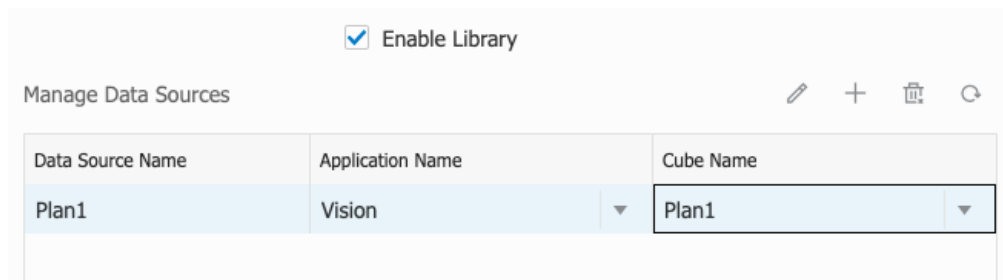 Enable Library
Manage Data Sources
Data Source Name Application Name Cube Name
Plan1 Vision Plan1